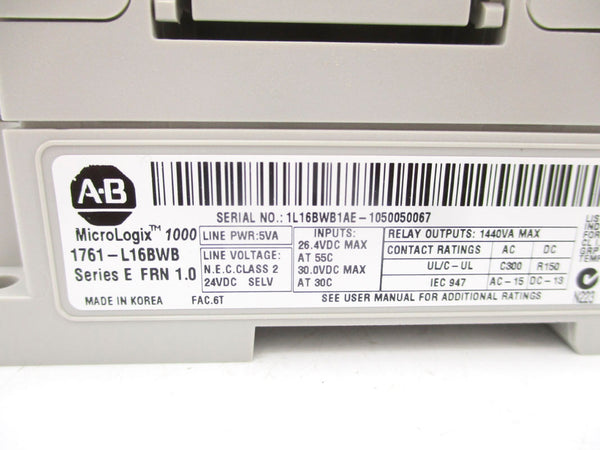 A-B
SERIAL NO.: 1L16BWB1AE-1050050067
MicroLogix™ 1000
1761-L16BWB
Series E FRN 1.0
MADE IN KOREA
FAC.6T
LINE PWR:5VA
LINE VOLTAGE:
N.E.C.CLASS 2
24VDC SELV
INPUTS:
26.4VDC MAX
AT 55C
30.0VDC MAX
AT 30C
RELAY OUTPUTS: 1440VA MAX
CONTACT RATINGS AC DC
UL/C-UL C300 R150
IEC 947 AC-15 DC-13
SEE USER MANUAL FOR ADDITIONAL RATINGS
N223